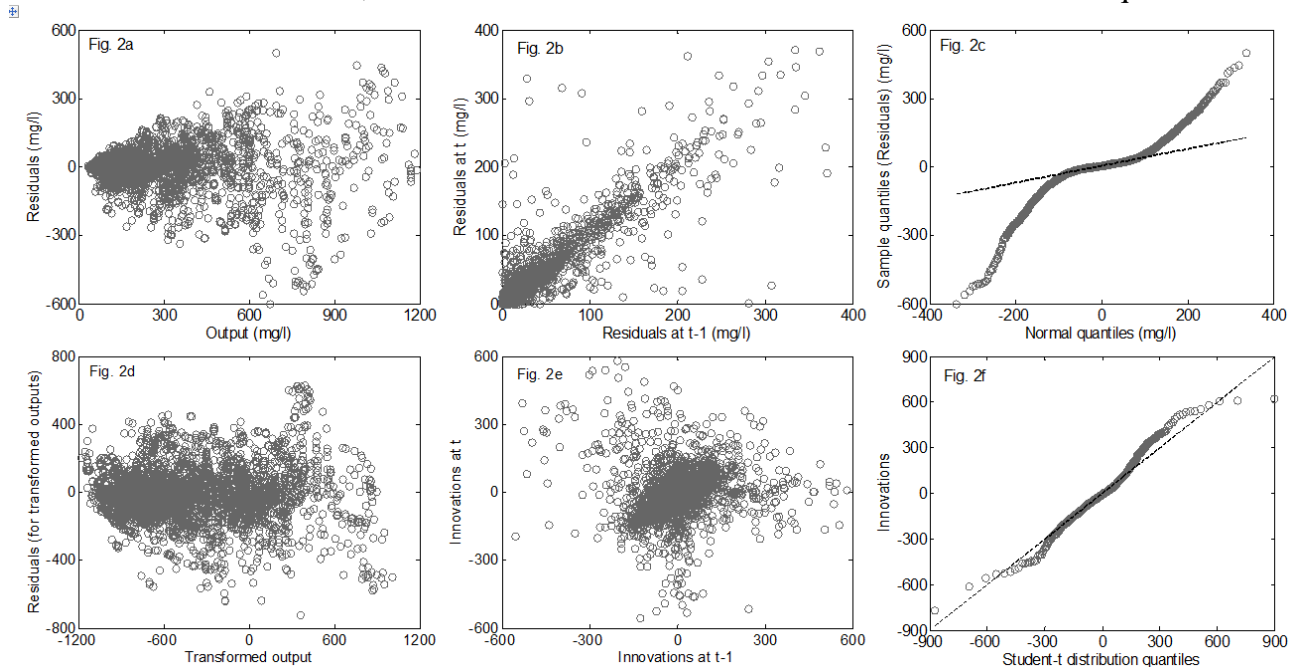 600
Fig. 2a
300
0
-300
-600
Residuals (mg/l)
0 300 600 900 1200
Output (mg/l)
400
Fig. 2b
300
200
100
0
Residuals at t (mg/l)
0 100 200 300 400
Residuals at t-1 (mg/l)
600
Fig. 2c
300
0
-300
-600
Sample quantiles (Residuals) (mg/l)
-400 -200 0 200 400
Normal quantiles (mg/l)
800
Fig. 2d
400
0
-400
-800
Residuals (for transformed outputs)
-1200 -600 0 600 1200
Transformed output
600
Fig. 2e
300
0
-300
-600
Innovations at t
-600 -300 0 300 600
Innovations at t-1
900
Fig. 2f
600
300
0
-300
-600
-900
Innovations
-900 -600 -300 0 300 600 900
Student-t distribution quantiles